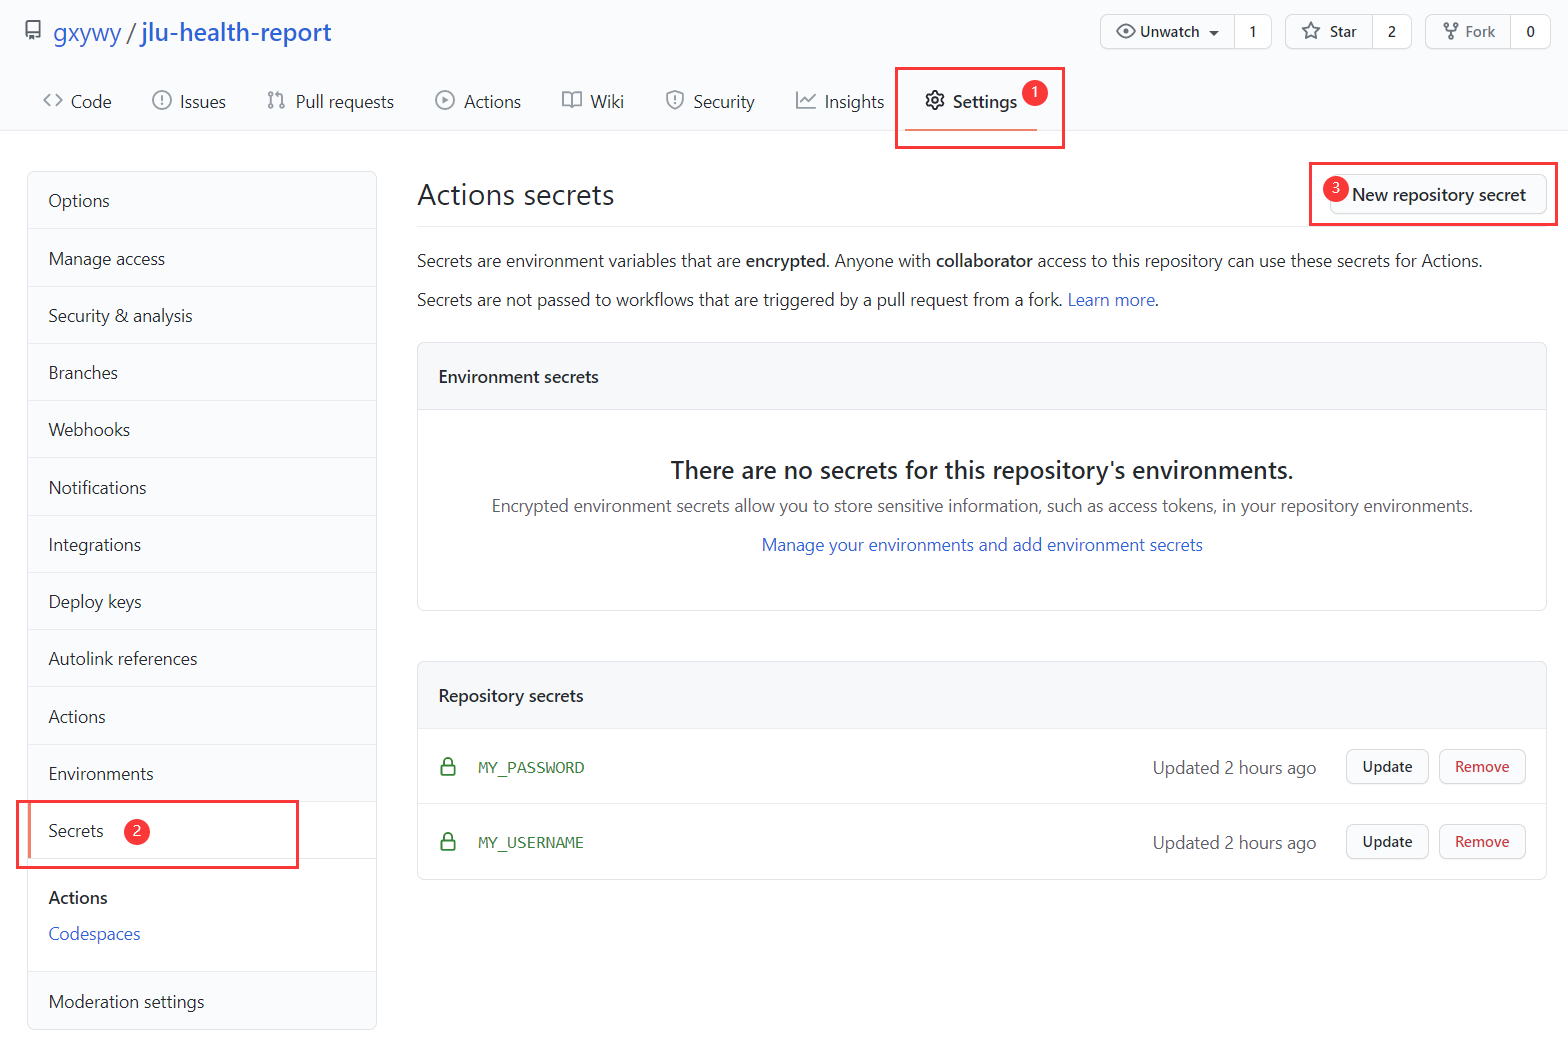 gxywy / jlu-health-report
Unwatch 1 Star 2 Fork 0
Code Issues Pull requests Actions Wiki Security Insights Settings 1
Options
Manage access
Security & analysis
Branches
Webhooks
Notifications
Integrations
Deploy keys
Autolink references
Actions
Environments
Secrets 2
Actions
Codespaces
Moderation settings
Actions secrets
3 New repository secret
Secrets are environment variables that are encrypted. Anyone with collaborator access to this repository can use these secrets for Actions.
Secrets are not passed to workflows that are triggered by a pull request from a fork. Learn more.
Environment secrets
There are no secrets for this repository's environments.
Encrypted environment secrets allow you to store sensitive information, such as access tokens, in your repository environments.
Manage your environments and add environment secrets
Repository secrets
MY_PASSWORD Updated 2 hours ago Update Remove
MY_USERNAME Updated 2 hours ago Update Remove